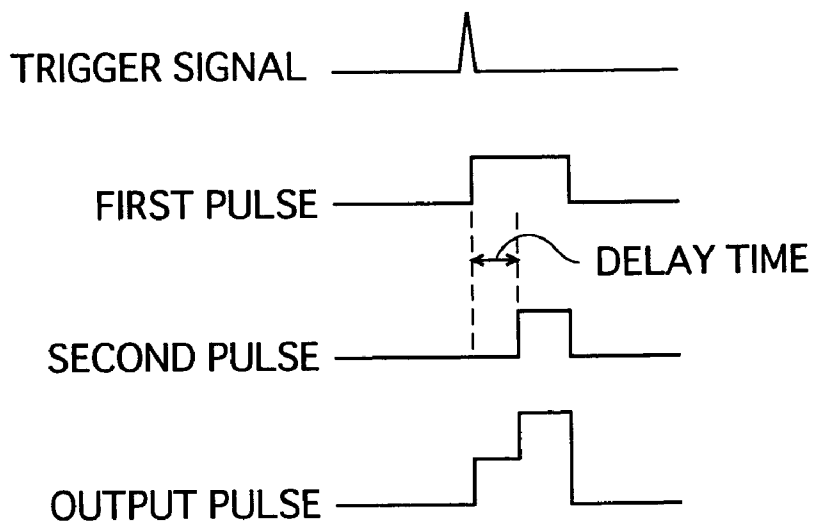 TRIGGER SIGNAL
FIRST PULSE
DELAY TIME
SECOND PULSE
OUTPUT PULSE